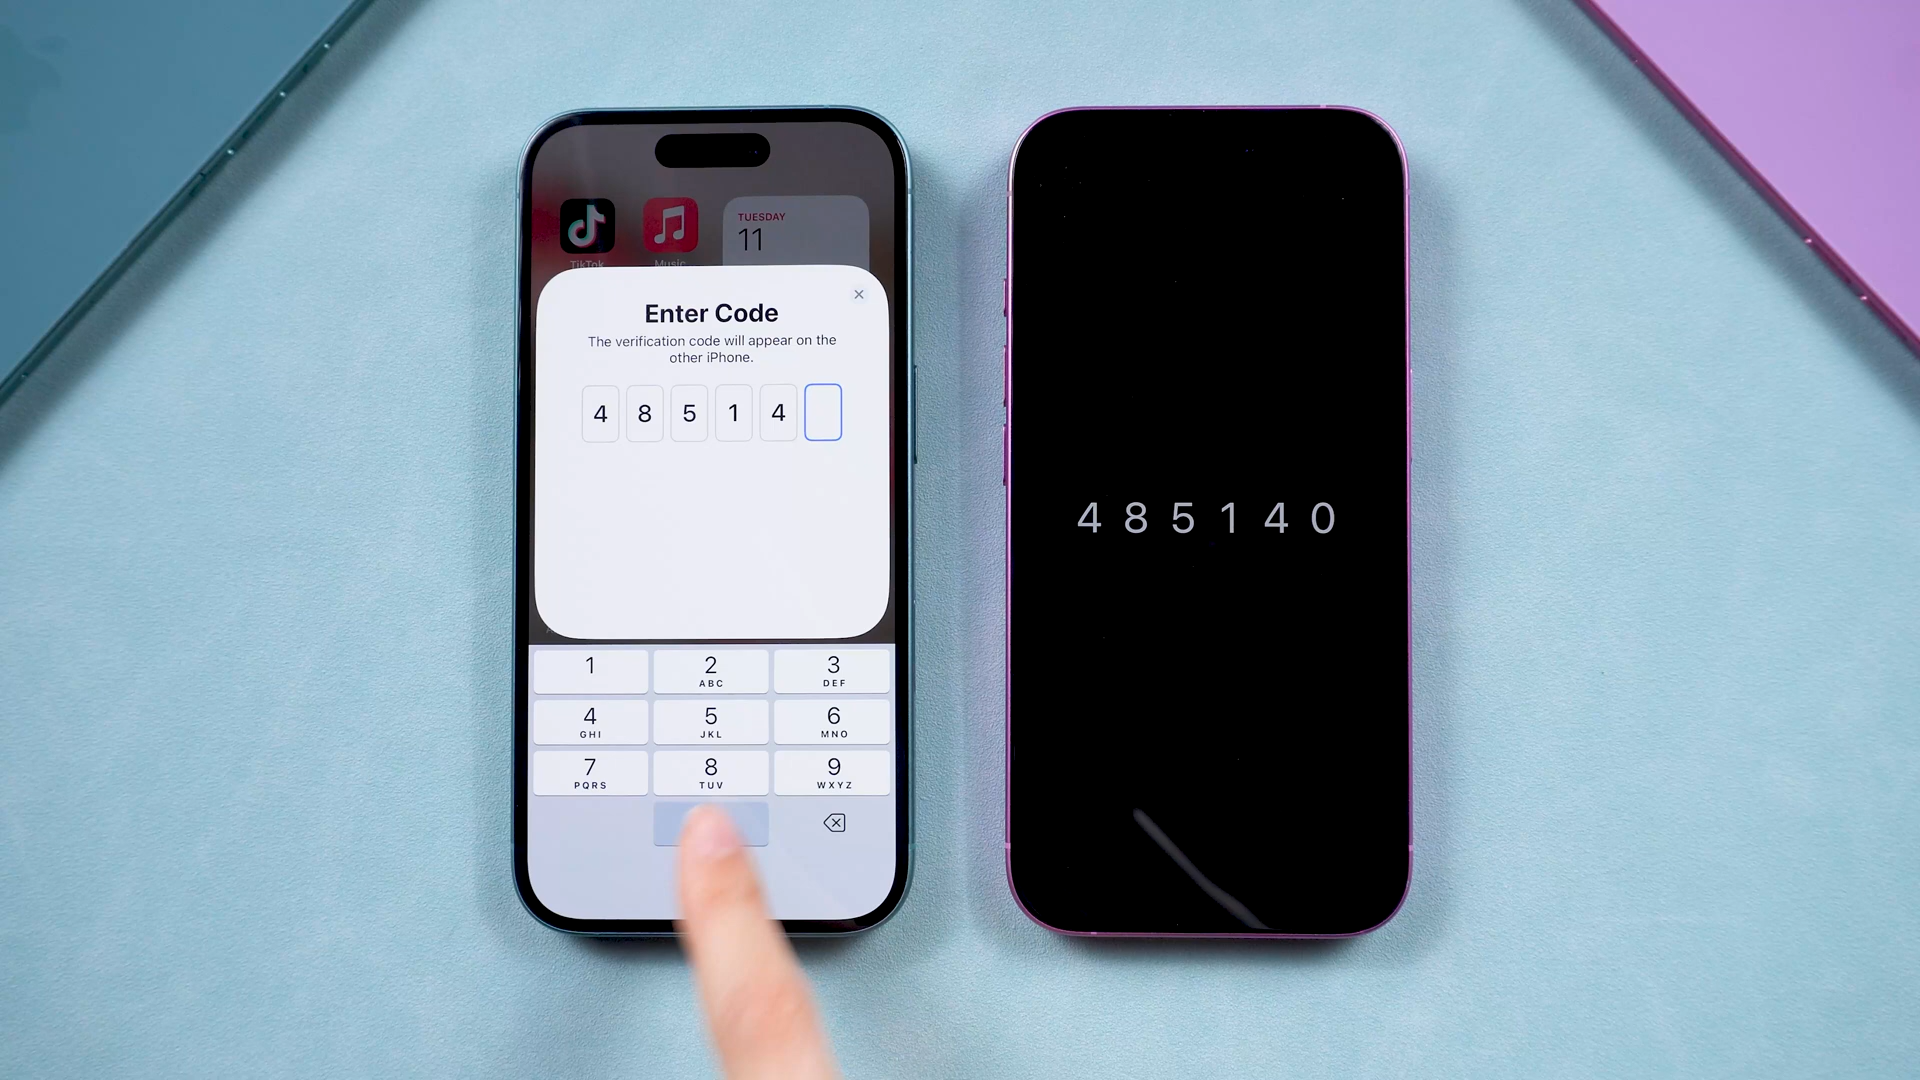 TikTok
Music
TUESDAY
11
Enter Code
The verification code will appear on the
other iPhone.
4 8 5 1 4
1
2
ABC
3
DEF
4
GHI
5
JKL
6
MNO
7
PQRS
8
TUV
9
WXYZ
4 8 5 1 4 0